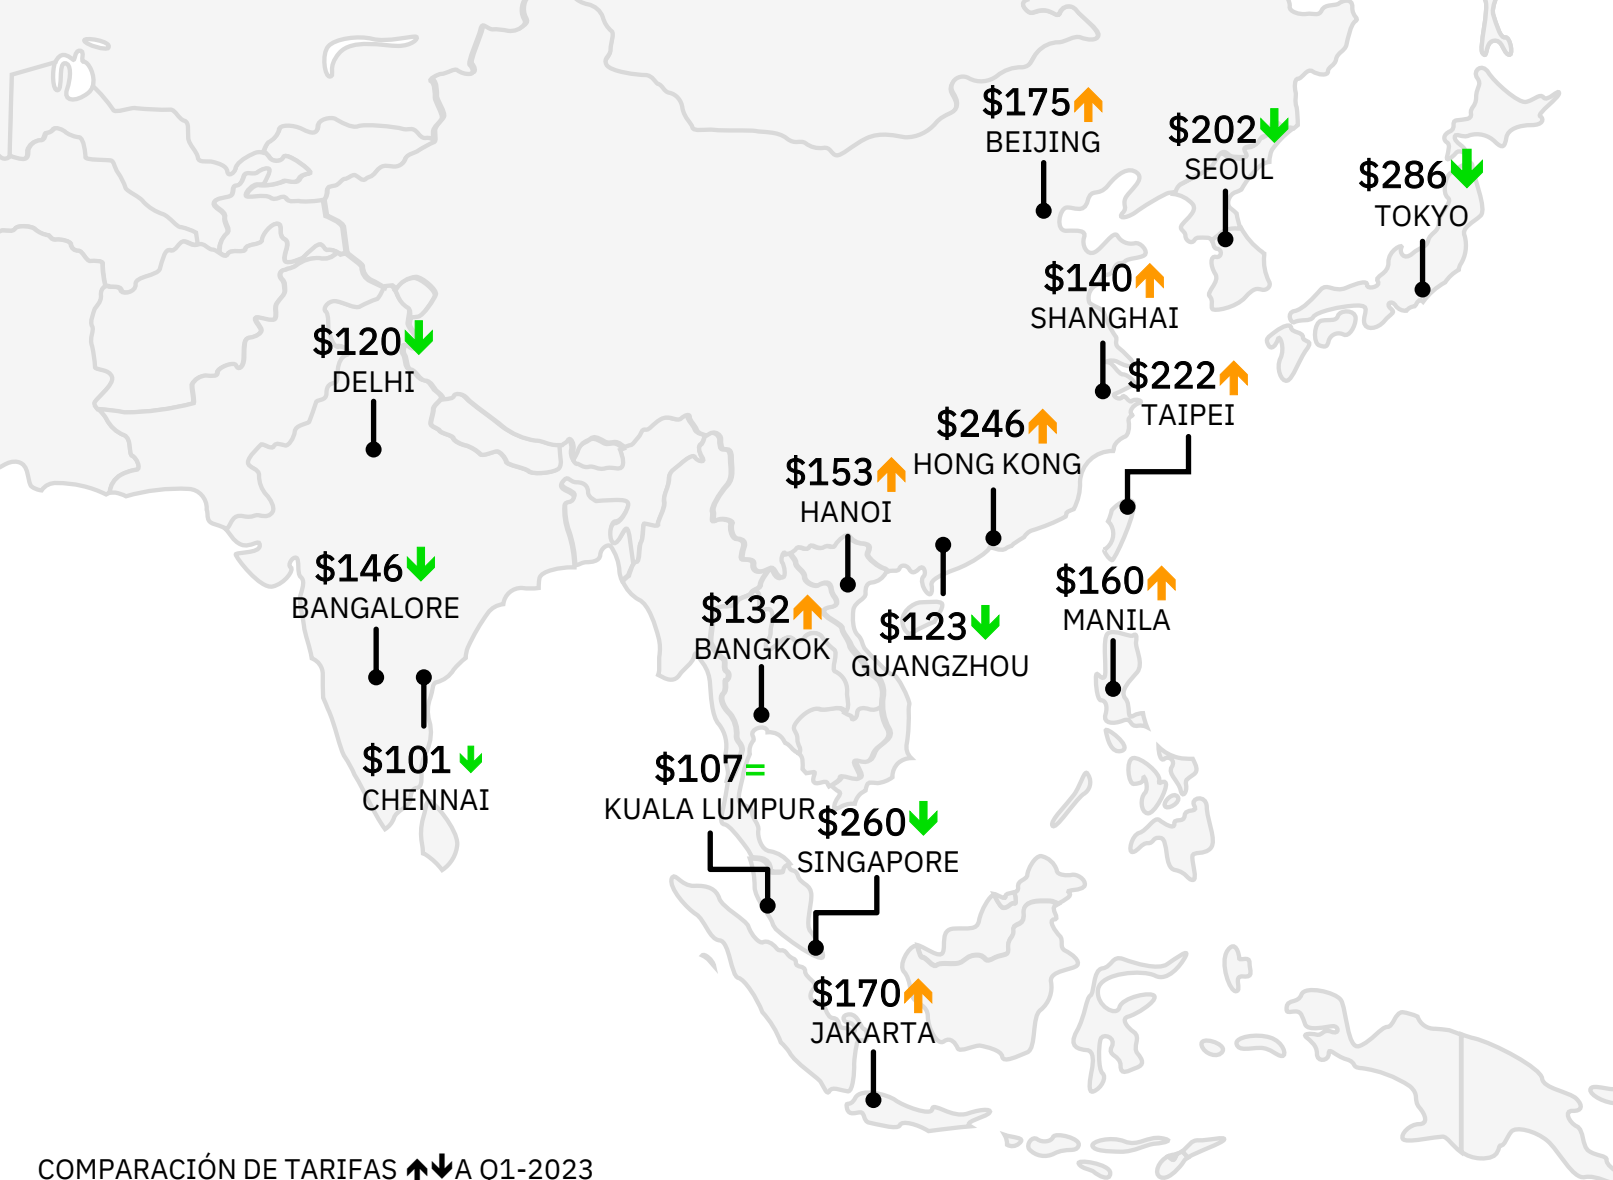 $175
BEIJING
$202
SEOUL
$286
TOKYO
$140
SHANGHAI
$120
DELHI
$222
TAIPEI
$246
HONG KONG
$153
HANOI
$146
BANGALORE
$132
BANGKOK
$123
GUANGZHOU
$160
MANILA
$101
CHENNAI
$107=
KUALA LUMPUR
$260
SINGAPORE
$170
JAKARTA
COMPARACIÓN DE TARIFAS ↑↓A Q1-2023